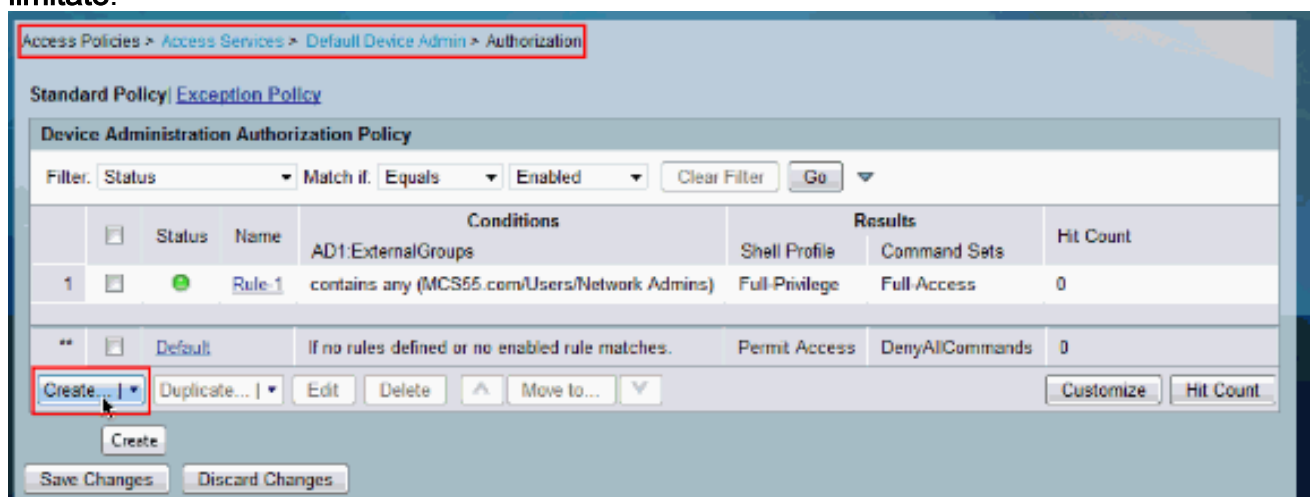 limitato.
Access Policies > Access Services > Default Device Admin > Authorization
Standard Policy| Exception Policy
Device Administration Authorization Policy
Filter: Status Match if: Equals Enabled Clear Filter Go
Conditions Results
Status Name Hit Count
AD1:ExternalGroups Shell Profile Command Sets
1 Rule-1 contains any (MCS55.com/Users/Network Admins) Full-Privilege Full-Access 0
** Default If no rules defined or no enabled rule matches. Permit Access DenyAllCommands 0
Create... | Duplicate... | Edit Delete Move to... Customize Hit Count
Create
Save Changes Discard Changes